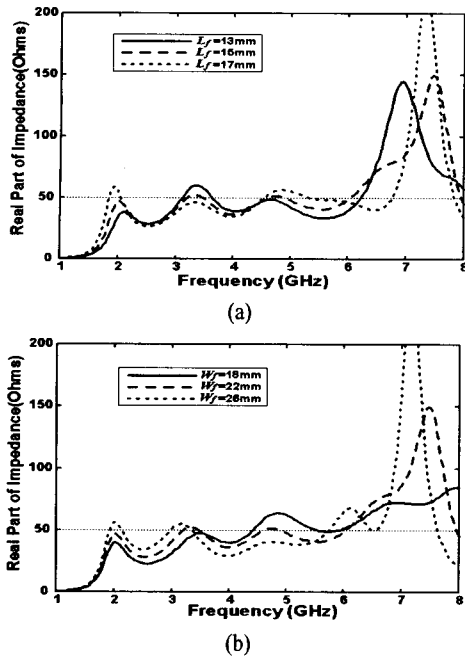 200
150
100
50
0
Real Part of Impedance(Ohms)
Lf=13mm
Lf=15mm
Lf=17mm
1 2 3 4 5 6 7 8
Frequency (GHz)
(a)
200
150
100
50
0
Real Part of Impedance(Ohms)
Wf=18mm
Wf=22mm
Wf=26mm
1 2 3 4 5 6 7 8
Frequency (GHz)
(b)